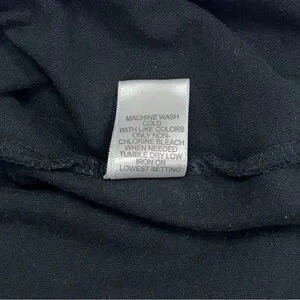 MACHINE WASH
COLD
WITH LIKE COLORS
ONLY NON-
CHLORINE BLEACH
WHEN NEEDED
TUMBLE DRY LOW
IRON ON
LOWEST SETTING